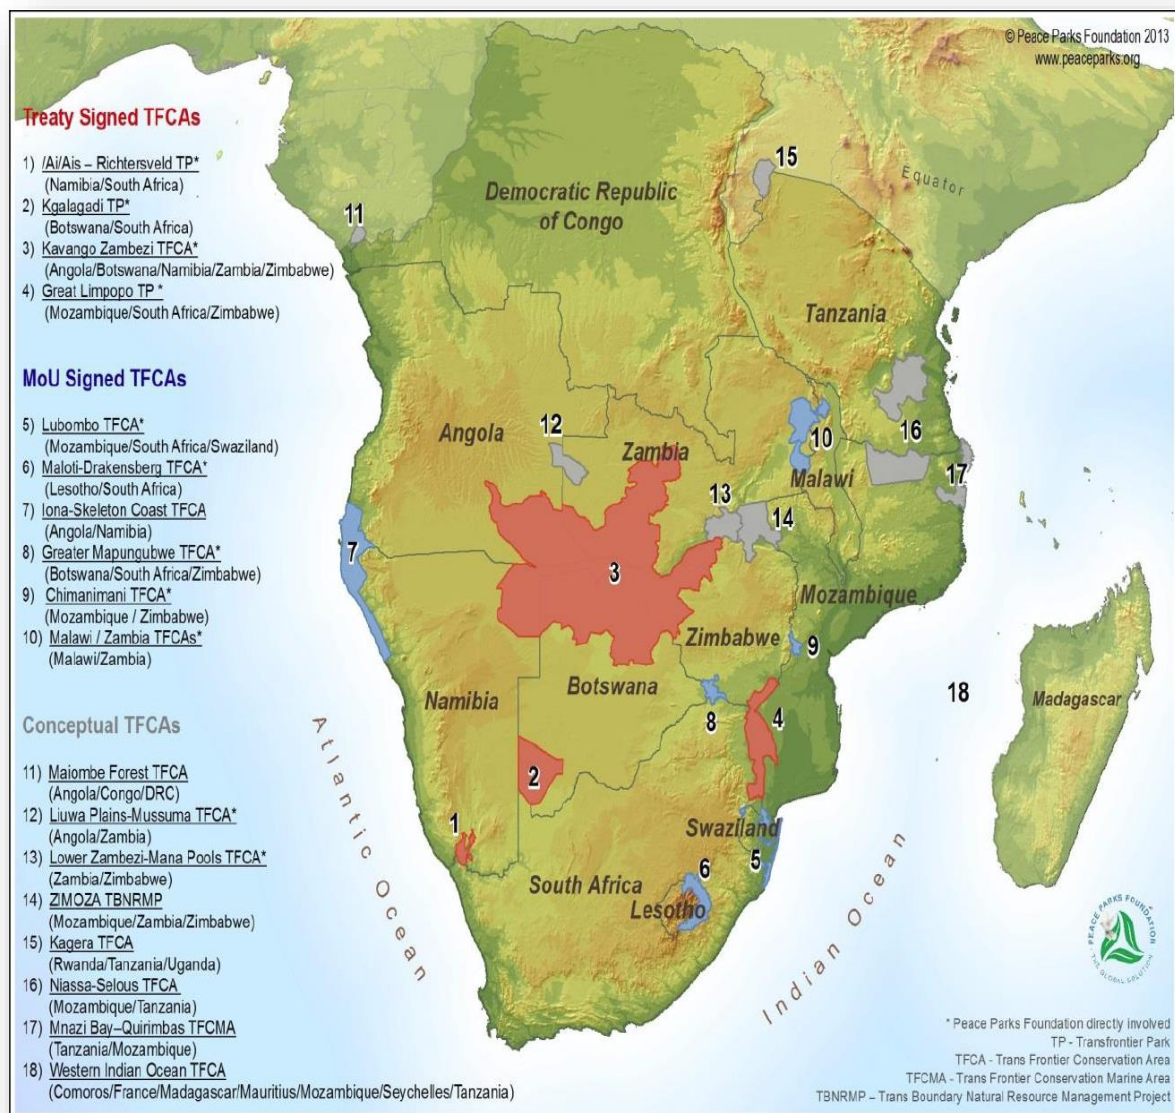 © Peace Parks Foundation 2013
www.peaceparks.org
Treaty Signed TFCAs
1) /Ai/Ais – Richtersveld TP*
(Namibia/South Africa)
2) Kgalagadi TP*
(Botswana/South Africa)
3) Kavango Zambezi TFCA*
(Angola/Botswana/Namibia/Zambia/Zimbabwe)
4) Great Limpopo TP *
(Mozambique/South Africa/Zimbabwe)
MoU Signed TFCAs
5) Lubombo TFCA*
(Mozambique/South Africa/Swaziland)
6) Maloti-Drakensberg TFCA*
(Lesotho/South Africa)
7) Iona-Skeleton Coast TFCA
(Angola/Namibia)
8) Greater Mapungubwe TFCA*
(Botswana/South Africa/Zimbabwe)
9) Chimanimani TFCA*
(Mozambique / Zimbabwe)
10) Malawi / Zambia TFCAs*
(Malawi/Zambia)
Conceptual TFCAs
11) Maiombe Forest TFCA
(Angola/Congo/DRC)
12) Liuwa Plains-Mussuma TFCA*
(Angola/Zambia)
13) Lower Zambezi-Mana Pools TFCA*
(Zambia/Zimbabwe)
14) ZIMOZA TBNRMP
(Mozambique/Zambia/Zimbabwe)
15) Kagera TFCA
(Rwanda/Tanzania/Uganda)
16) Niassa-Selous TFCA
(Mozambique/Tanzania)
17) Mnazi Bay–Quirimbas TFCMA
(Tanzania/Mozambique)
18) Western Indian Ocean TFCA
(Comoros/France/Madagascar/Mauritius/Mozambique/Seychelles/Tanzania)
15
Equator
Democratic Republic
of Congo
11
Tanzania
12
Angola
Zambia
10
16
Malawi
17
13
14
7
3
Mozambique
Zimbabwe
9
Botswana
18
Madagascar
Namibia
8
4
2
Atlantic Ocean
1
Swaziland
5
6
South Africa
Lesotho
Indian Ocean
PEACE PARKS FOUNDATION
THE GLOBAL SOLUTION
* Peace Parks Foundation directly involved
TP - Transfrontier Park
TFCA - Trans Frontier Conservation Area
TFCMA - Trans Frontier Conservation Marine Area
TBNRMP – Trans Boundary Natural Resource Management Project